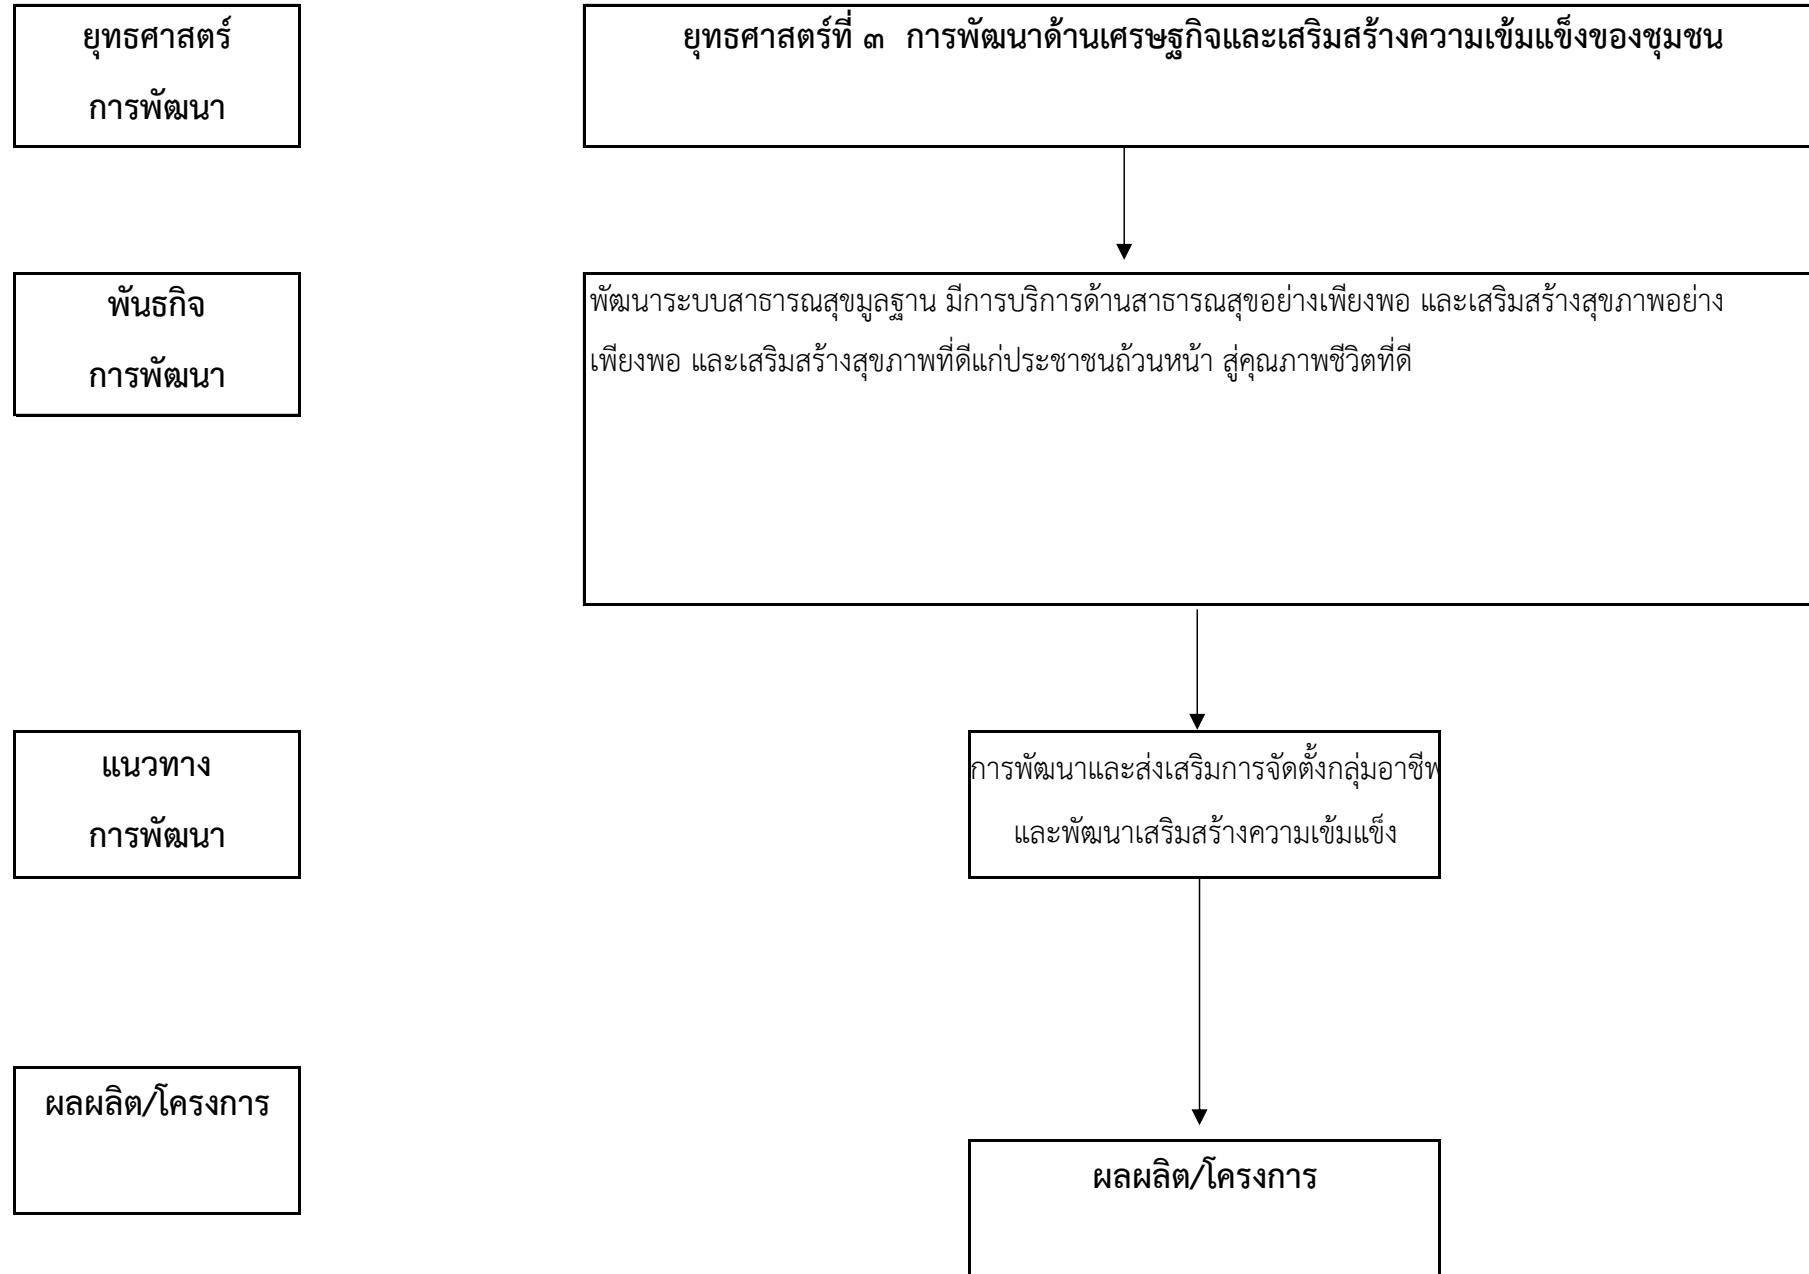 ยุทธศาสตร์
การพัฒนา
ยุทธศาสตร์ที่ ๓ การพัฒนาด้านเศรษฐกิจและเสริมสร้างความเข้มแข็งของชุมชน
พันธกิจ
การพัฒนา
พัฒนาระบบสาธารณสุขมูลฐาน มีการบริการด้านสาธารณสุขอย่างเพียงพอ และเสริมสร้างสุขภาพอย่าง
เพียงพอ และเสริมสร้างสุขภาพที่ดีแก่ประชาชนถ้วนหน้า สู่คุณภาพชีวิตที่ดี
แนวทาง
การพัฒนา
การพัฒนาและส่งเสริมการจัดตั้งกลุ่มอาชีพ
และพัฒนาเสริมสร้างความเข้มแข็ง
ผลผลิต/โครงการ
ผลผลิต/โครงการ